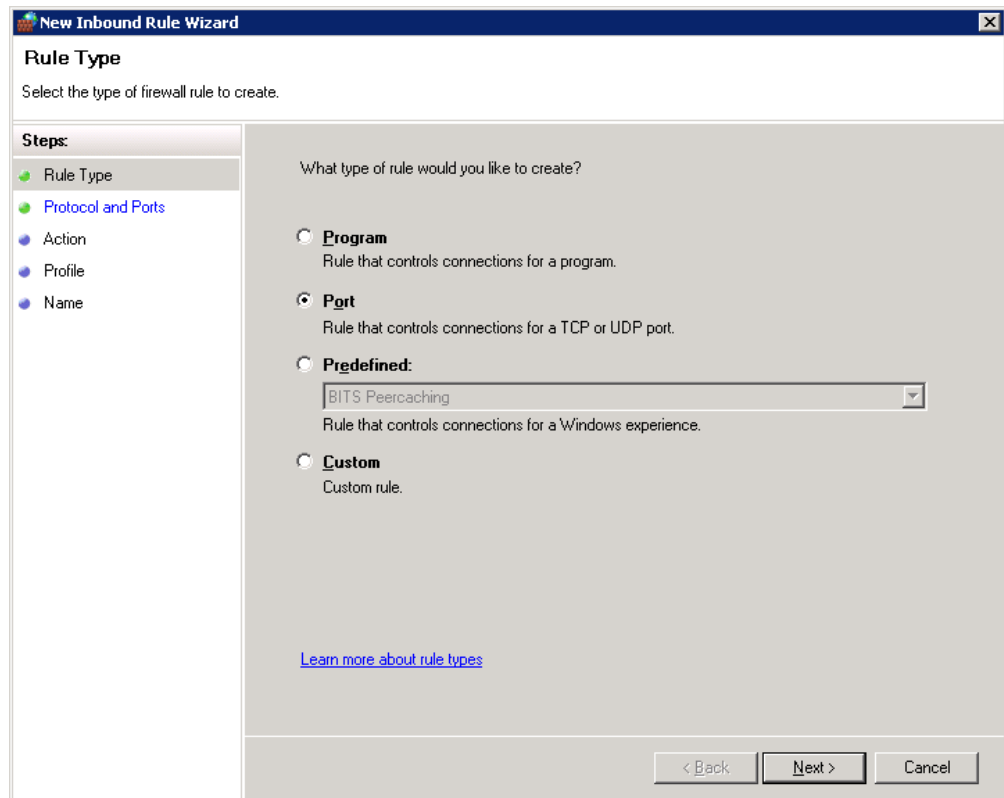 New Inbound Rule Wizard
Rule Type
Select the type of firewall rule to create.
Steps:
Rule Type
Protocol and Ports
Action
Profile
Name
What type of rule would you like to create?
Program
Rule that controls connections for a program.
Port
Rule that controls connections for a TCP or UDP port.
Predefined:
BITS Peercaching
Rule that controls connections for a Windows experience.
Custom
Custom rule.
Learn more about rule types
< Back
Next >
Cancel